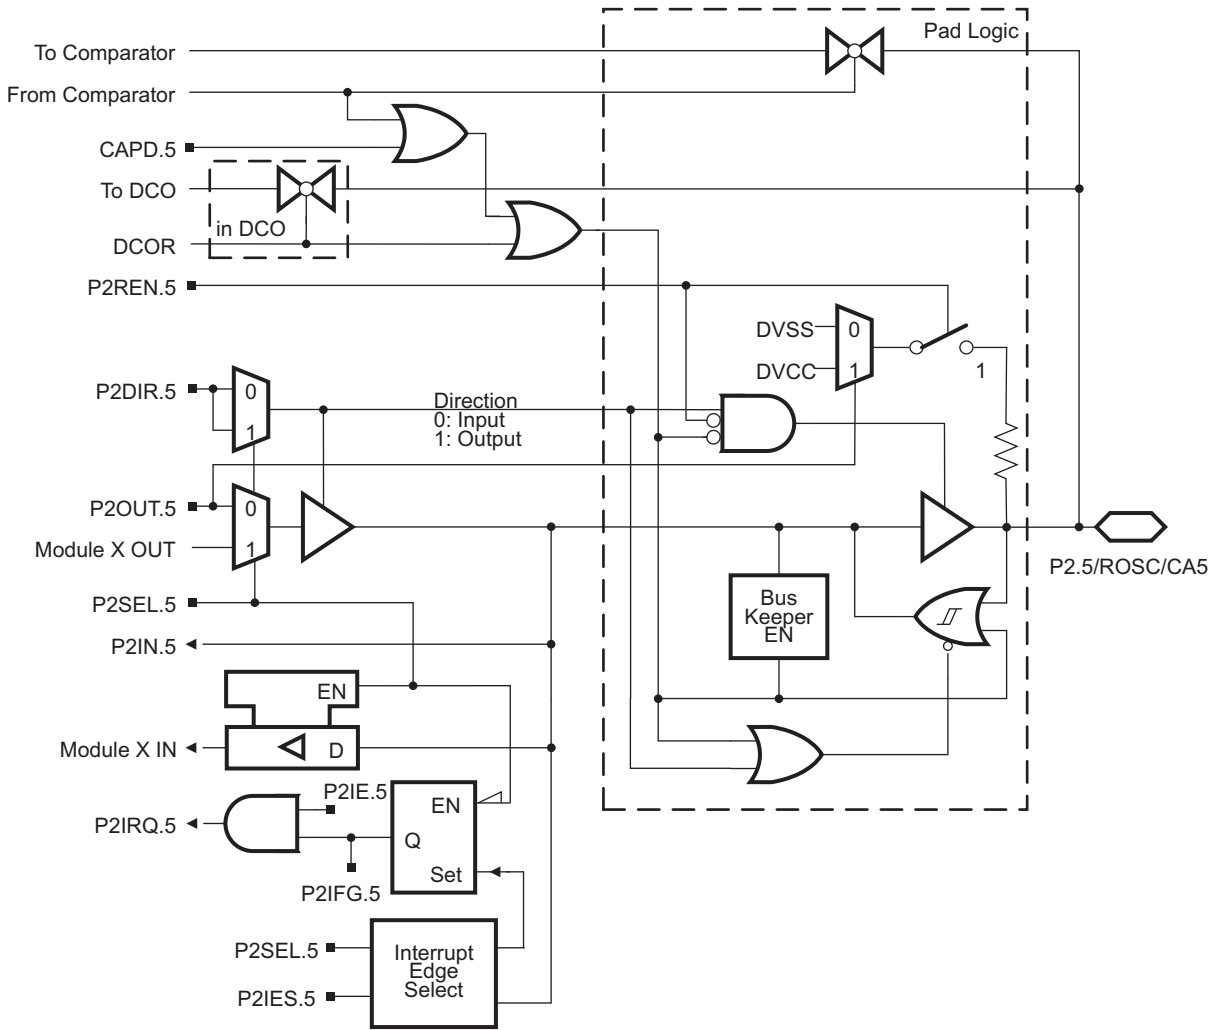 Pad Logic
To Comparator
From Comparator
CAPD.5
To DCO
in DCO
DCOR
P2REN.5
DVSS
0
DVCC
1
1
P2DIR.5
0
1
Direction
0: Input
1: Output
P2OUT.5
0
Module X OUT
1
P2.5/ROSC/CA5
P2SEL.5
Bus
Keeper
EN
P2IN.5
EN
Module X IN
D
P2IE.5
P2IRQ.5
EN
Q
Set
P2IFG.5
P2SEL.5
Interrupt
Edge
Select
P2IES.5